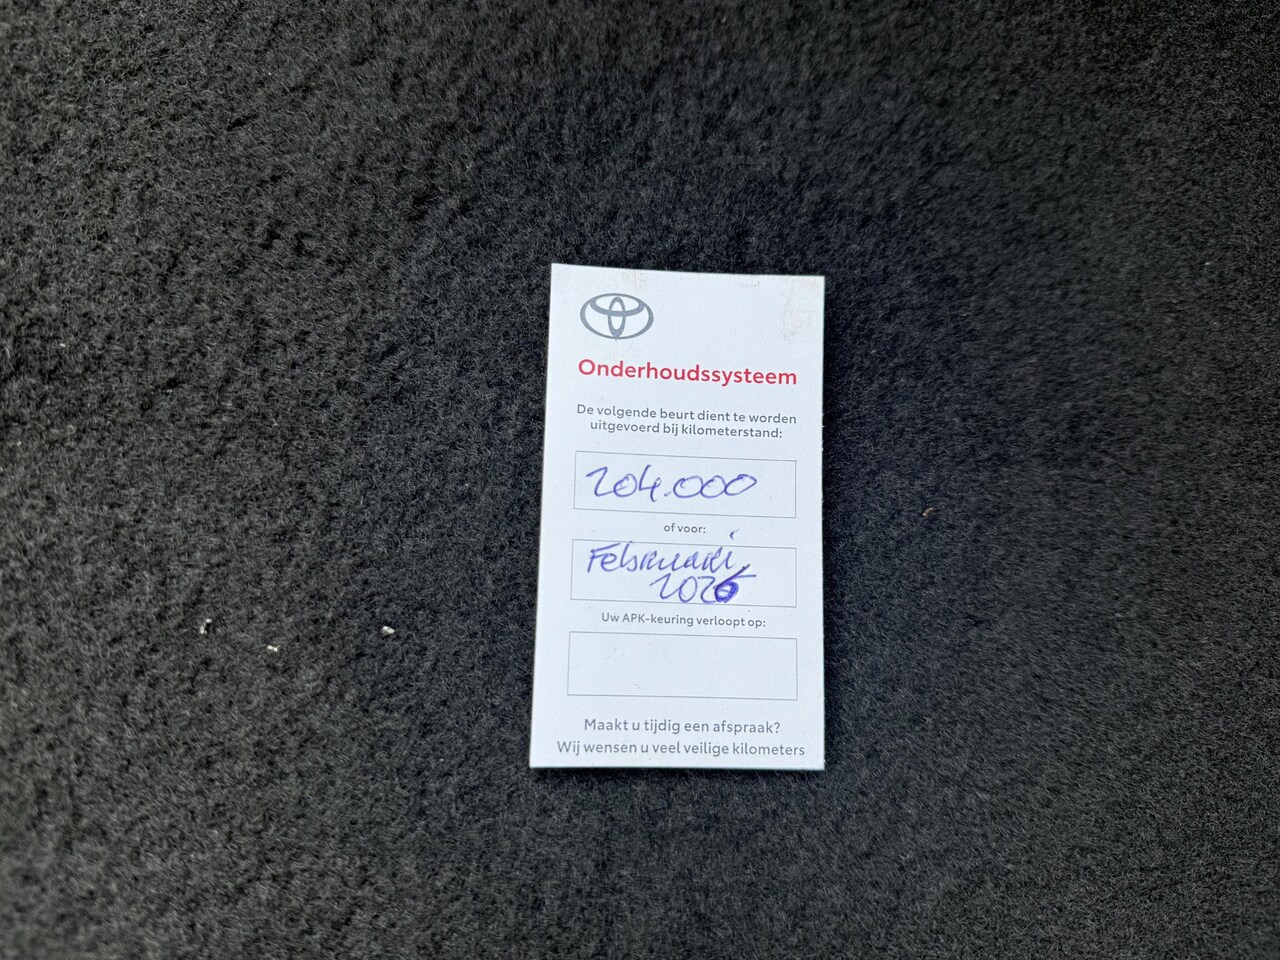 Onderhoudssysteem
De volgende beurt dient te worden
uitgevoerd bij kilometerstand:
204.000
of voor:
Februari
2026
Uw APK-keuring verloopt op:
Maakt u tijdig een afspraak?
Wij wensen u veel veilige kilometers